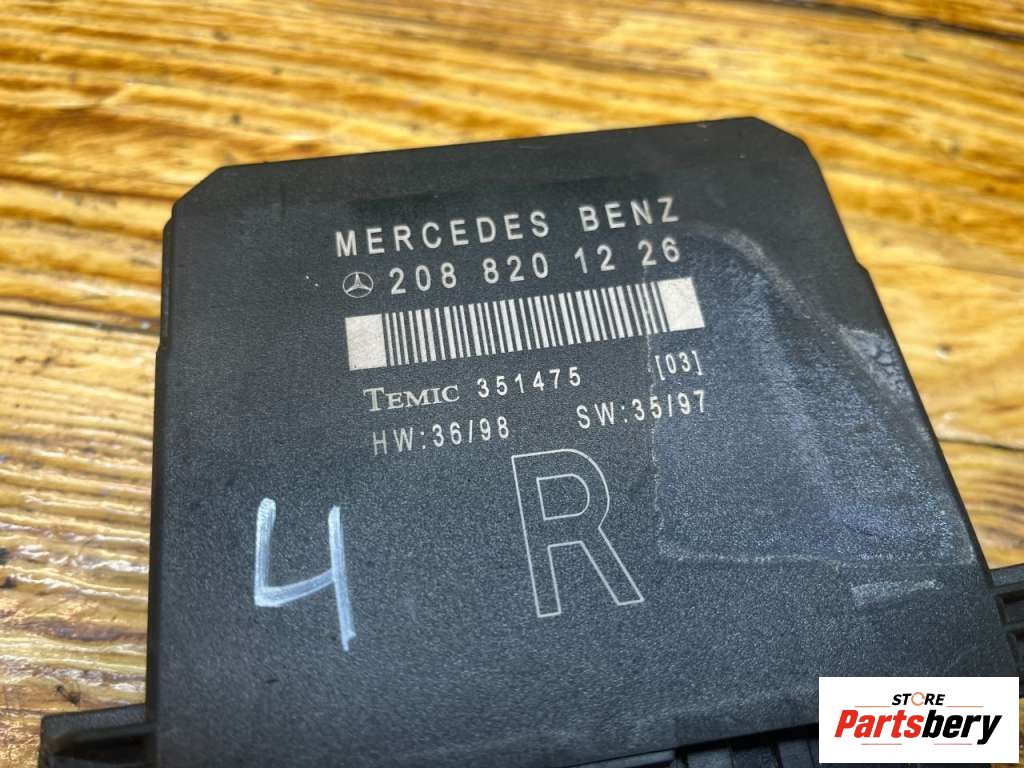 MERCEDES BENZ
208 820 12 26
TEMIC 351475 [03]
HW:36/98 SW:35/97
R
4
STORE
Partsbery